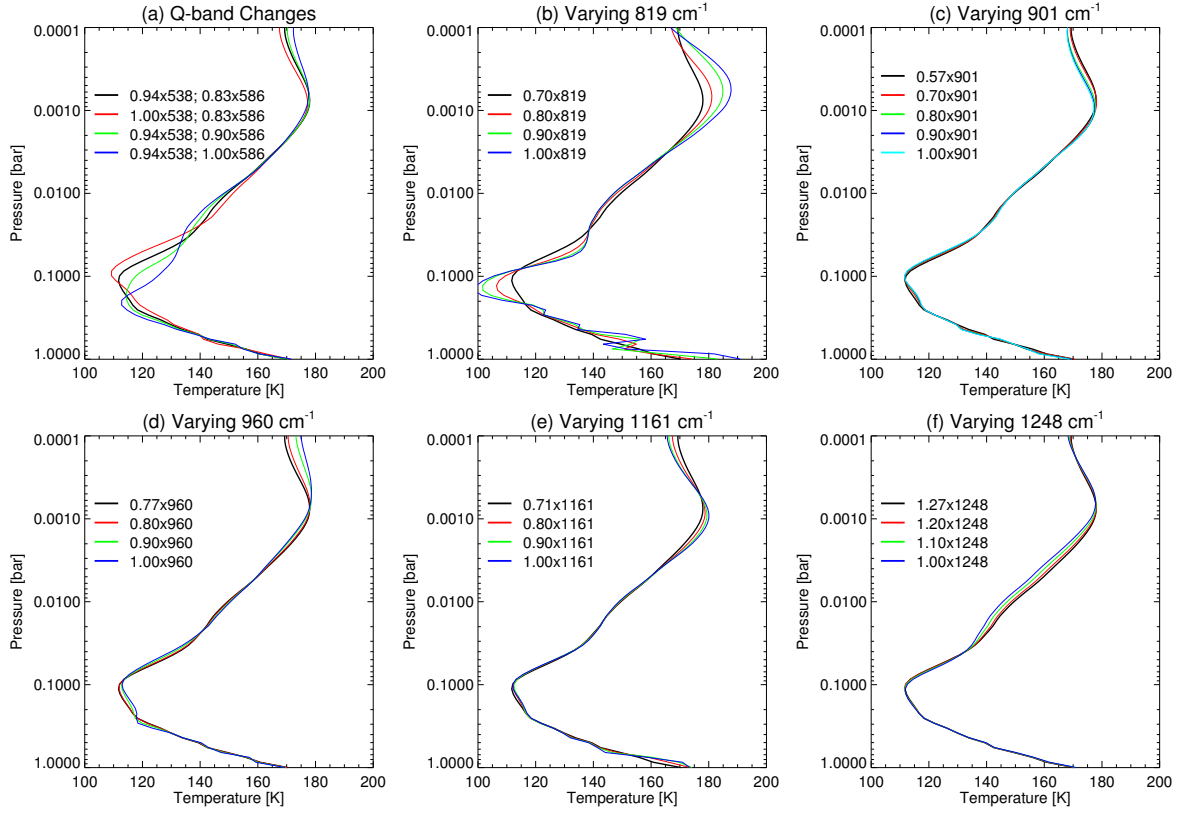 (a) Q-band Changes
0.0001
0.0010
0.0100
0.1000
1.0000
Pressure [bar]
0.94x538; 0.83x586
1.00x538; 0.83x586
0.94x538; 0.90x586
0.94x538; 1.00x586
100 120 140 160 180 200
Temperature [K]
(b) Varying 819 cm⁻¹
0.0001
0.0010
0.0100
0.1000
1.0000
Pressure [bar]
0.70x819
0.80x819
0.90x819
1.00x819
100 120 140 160 180 200
Temperature [K]
(c) Varying 901 cm⁻¹
0.0001
0.0010
0.0100
0.1000
1.0000
Pressure [bar]
0.57x901
0.70x901
0.80x901
0.90x901
1.00x901
100 120 140 160 180 200
Temperature [K]
(d) Varying 960 cm⁻¹
0.0001
0.0010
0.0100
0.1000
1.0000
Pressure [bar]
0.77x960
0.80x960
0.90x960
1.00x960
100 120 140 160 180 200
Temperature [K]
(e) Varying 1161 cm⁻¹
0.0001
0.0010
0.0100
0.1000
1.0000
Pressure [bar]
0.71x1161
0.80x1161
0.90x1161
1.00x1161
100 120 140 160 180 200
Temperature [K]
(f) Varying 1248 cm⁻¹
0.0001
0.0010
0.0100
0.1000
1.0000
Pressure [bar]
1.27x1248
1.20x1248
1.10x1248
1.00x1248
100 120 140 160 180 200
Temperature [K]